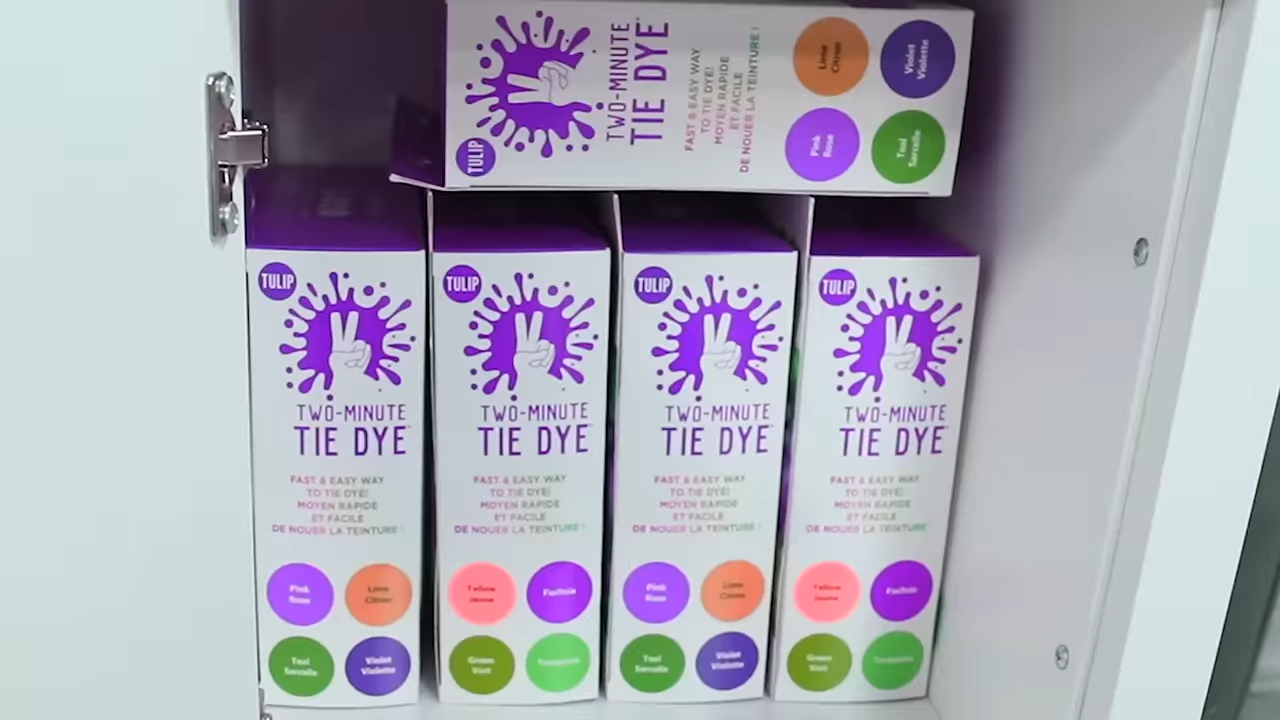 TULIP
TWO-MINUTE
TIE DYE
FAST & EASY WAY
TO TIE DYE!
MOYEN RAPIDE
ET FACILE
DE NOUER LA TEINTURE !
Lime
Citron
Violet
Violette
Pink
Rose
Teal
Sarcelle
TULIP
TWO-MINUTE
TIE DYE
FAST & EASY WAY
TO TIE DYE!
MOYEN RAPIDE
ET FACILE
DE NOUER LA TEINTURE !
Pink
Rose
Lime
Citron
Teal
Sarcelle
Violet
Violette
TULIP
TWO-MINUTE
TIE DYE
FAST & EASY WAY
TO TIE DYE!
MOYEN RAPIDE
ET FACILE
DE NOUER LA TEINTURE !
Yellow
Jaune
Fuchsia
Green
Vert
TULIP
TWO-MINUTE
TIE DYE
FAST & EASY WAY
TO TIE DYE!
MOYEN RAPIDE
ET FACILE
DE NOUER LA TEINTURE !
Pink
Rose
Lime
Citron
Teal
Sarcelle
Violet
Violette
TULIP
TWO-MINUTE
TIE DYE
FAST & EASY WAY
TO TIE DYE!
MOYEN RAPIDE
ET FACILE
DE NOUER LA TEINTURE !
Yellow
Jaune
Fuchsia
Green
Vert